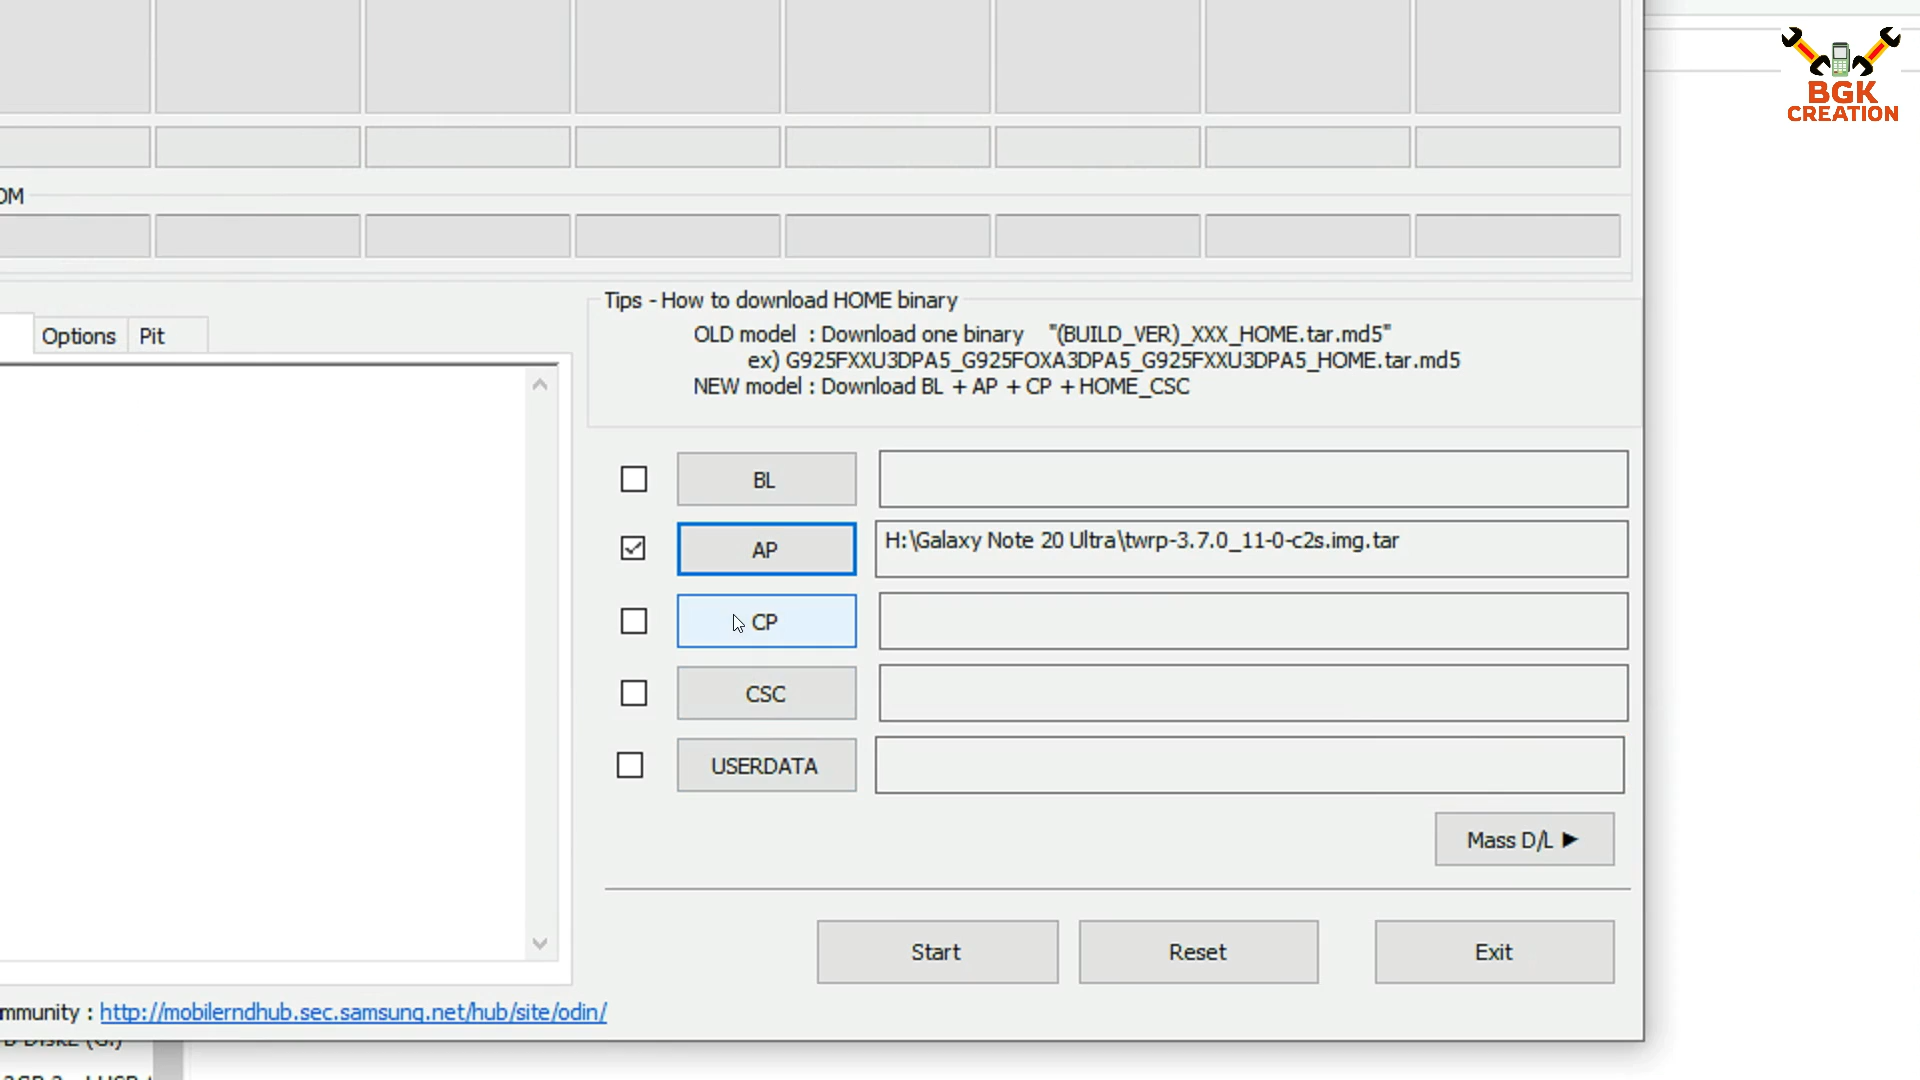 BGK
CREATION
OM
Options
Pit
Tips - How to download HOME binary
OLD model : Download one binary "(BUILD_VER)_XXX_HOME.tar.md5"
ex) G925FXXU3DPA5_G925FOXA3DPA5_G925FXXU3DPA5_HOME.tar.md5
NEW model : Download BL + AP + CP + HOME_CSC
BL
AP
H:\Galaxy Note 20 Ultra\twrp-3.7.0_11-0-c2s.img.tar
CP
CSC
USERDATA
Mass D/L ▶
Start
Reset
Exit
mmunity : http://mobilerndhub.sec.samsung.net/hub/site/odin/